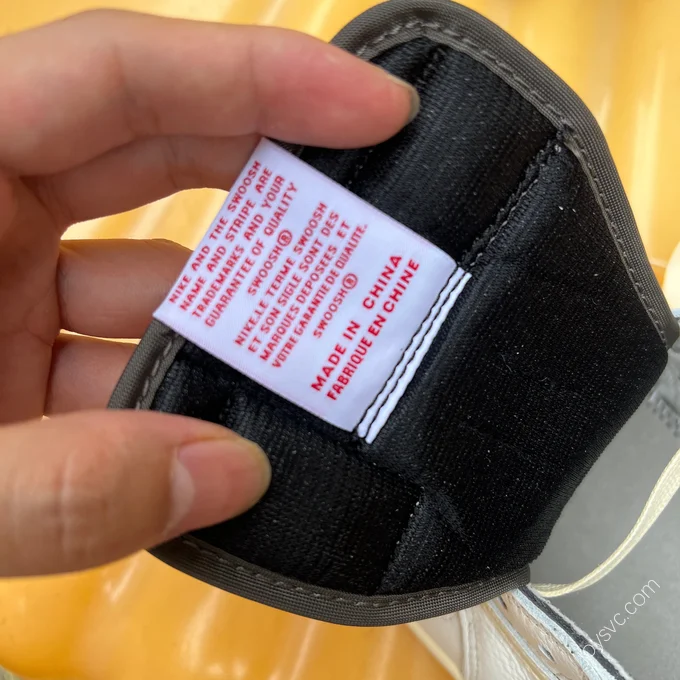 NIKE AND THE SWOOSH
NAME AND STRIPE ARE
TRADEMARKS AND YOUR
GUARANTEE OF QUALITY
SWOOSH®
NIKE.LE TERME SWOOSH
ET SON SIGLE SONT DES
MARQUES DEPOSEES ET
VOTRE GARANTIE DE QUALITE.
SWOOSH®
MADE IN CHINA
FABRIQUE EN CHINE